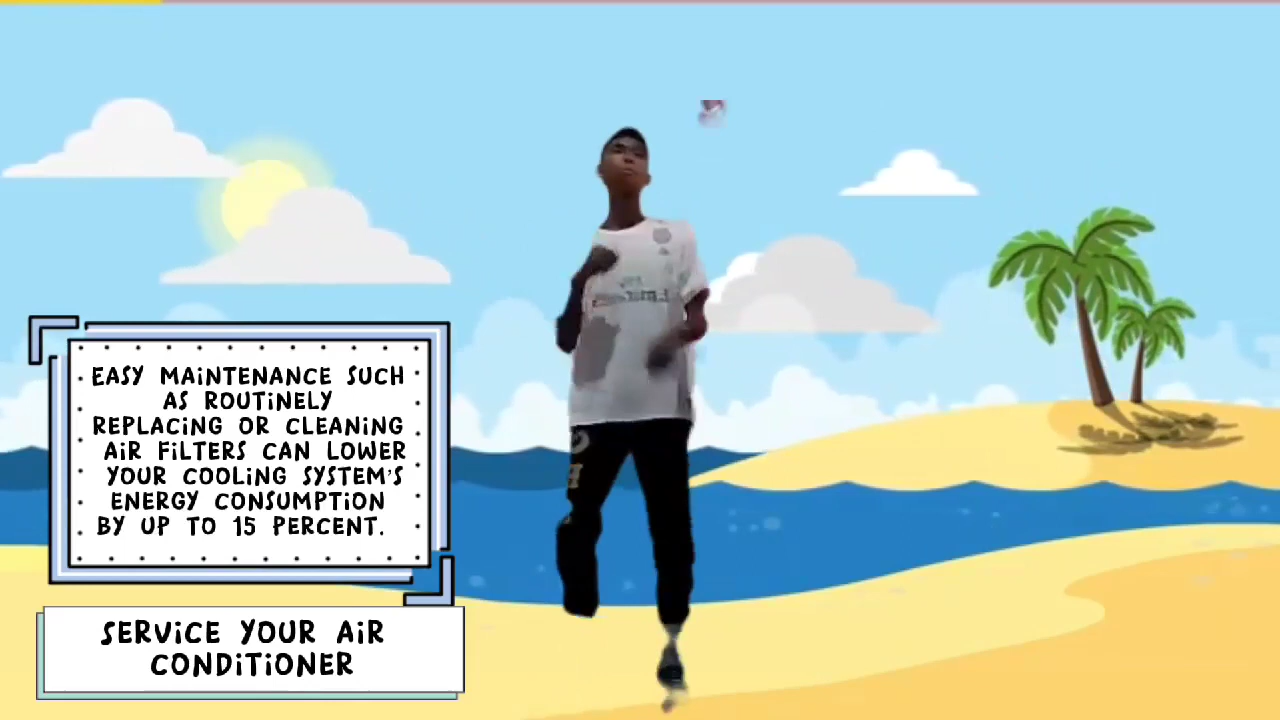 EASY MAINTENANCE SUCH
AS ROUTINELY
REPLACING OR CLEANING
AIR FILTERS CAN LOWER
YOUR COOLING SYSTEM'S
ENERGY CONSUMPTION
BY UP TO 15 PERCENT.
SERVICE YOUR AIR
CONDITIONER